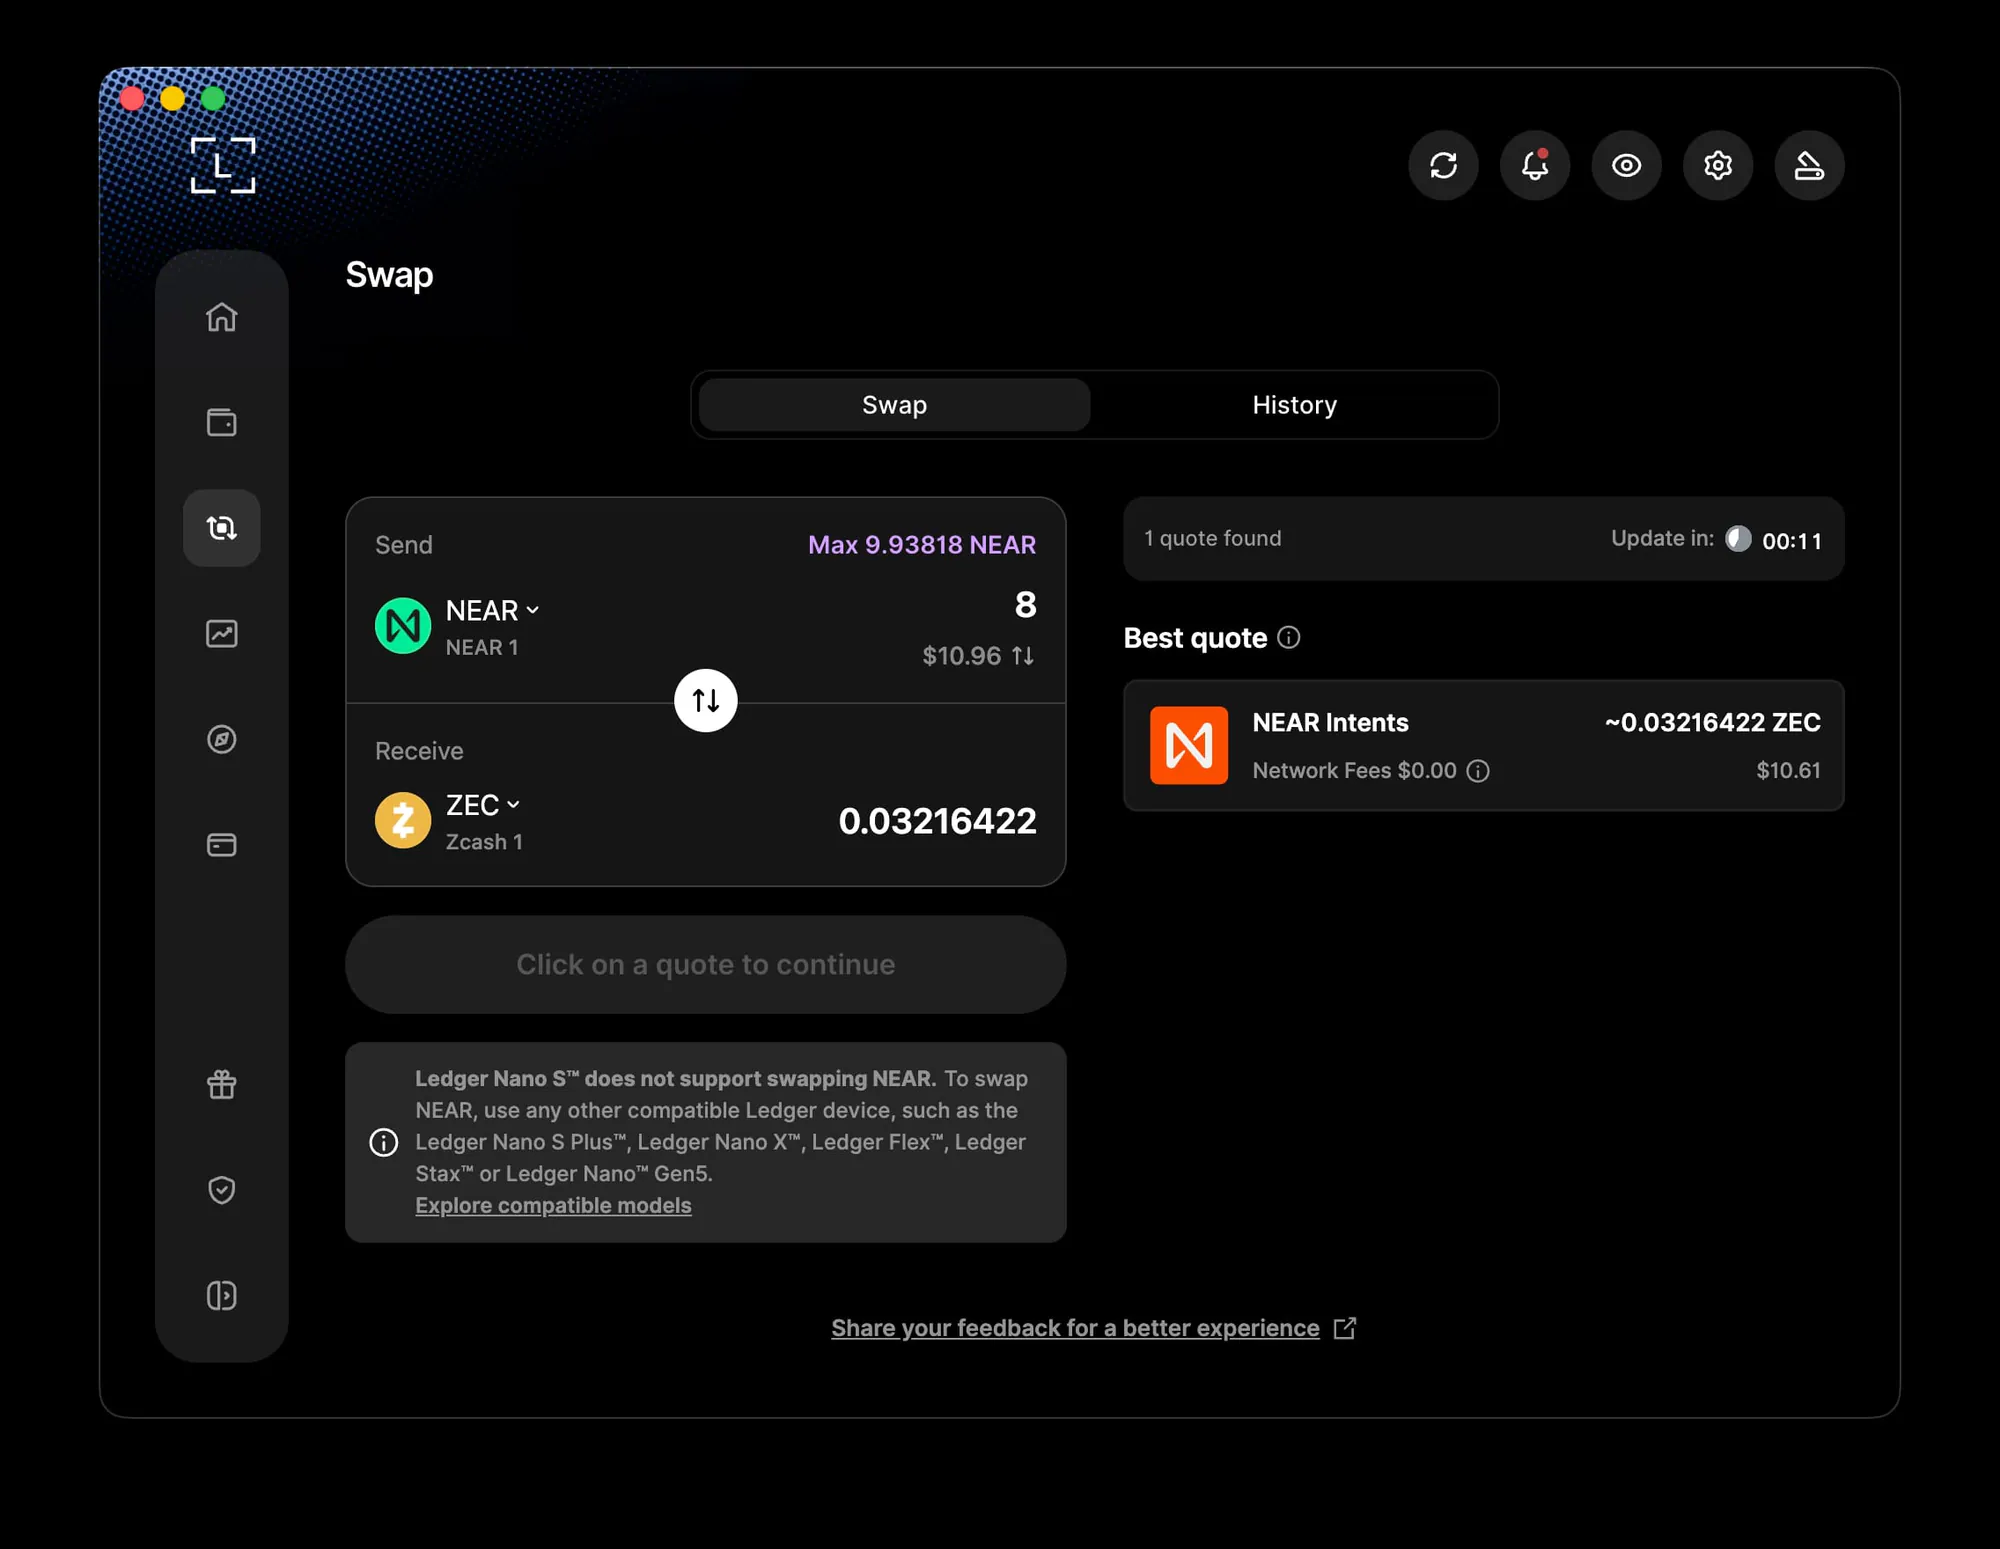 Swap
Swap
History
Send
Max 9.93818 NEAR
NEAR
8
NEAR 1
$10.96
Receive
ZEC
Zcash 1
0.03216422
Click on a quote to continue
Ledger Nano S™ does not support swapping NEAR. To swap
NEAR, use any other compatible Ledger device, such as the
Ledger Nano S Plus™, Ledger Nano X™, Ledger Flex™, Ledger
Stax™ or Ledger Nano™ Gen5.
Explore compatible models
1 quote found
Update in: 00:11
Best quote
NEAR Intents
~0.03216422 ZEC
Network Fees $0.00
$10.61
Share your feedback for a better experience